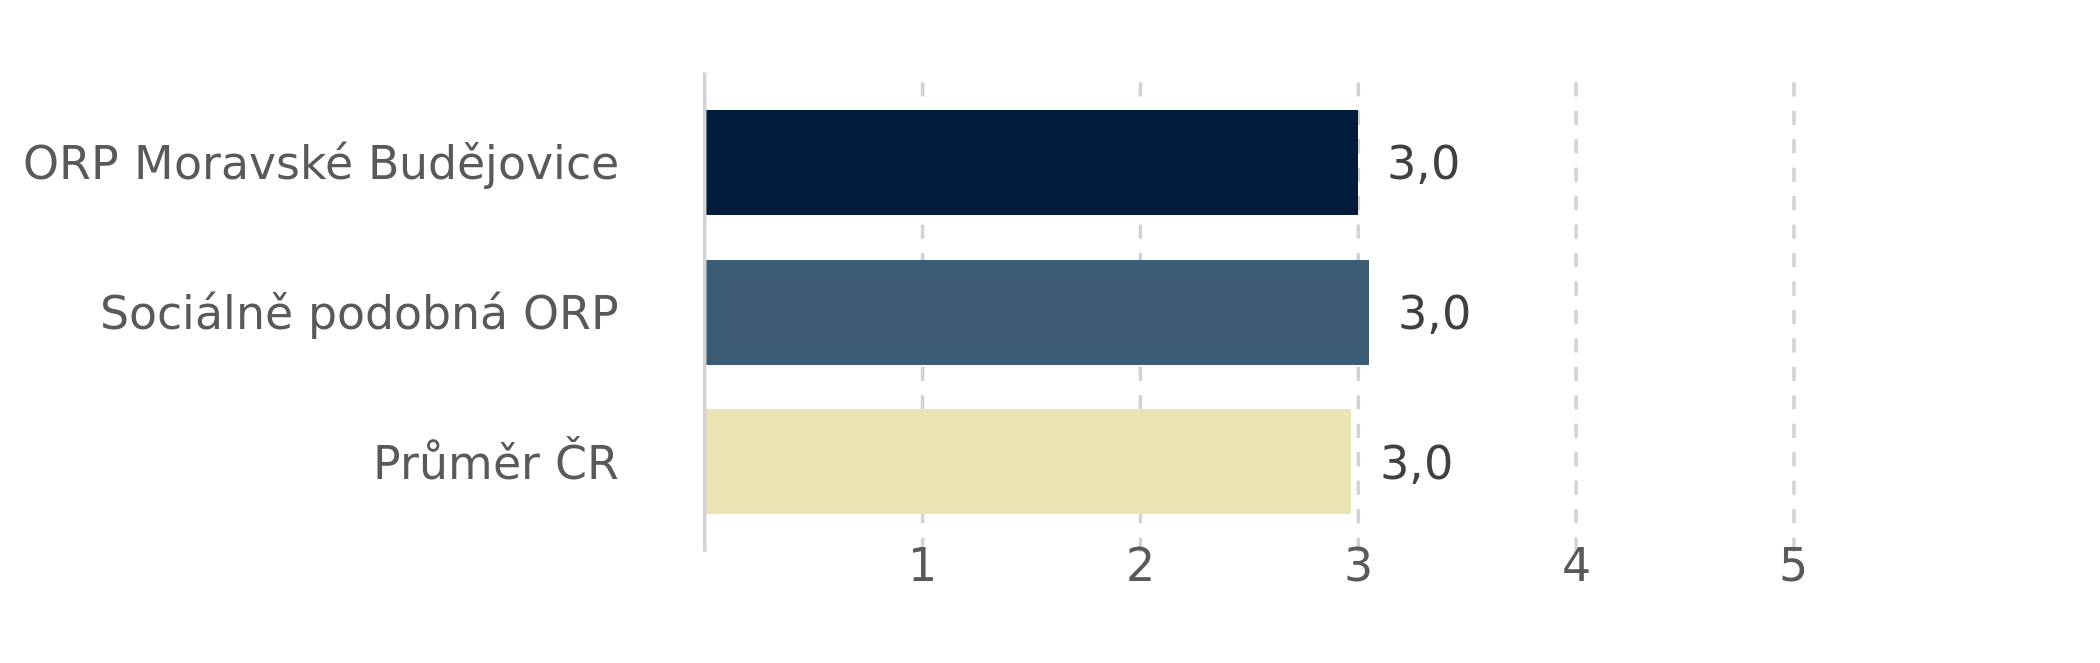 ORP Moravské Budějovice 3,0
Sociálně podobná ORP 3,0
Průměr ČR 3,0
1 2 3 4 5